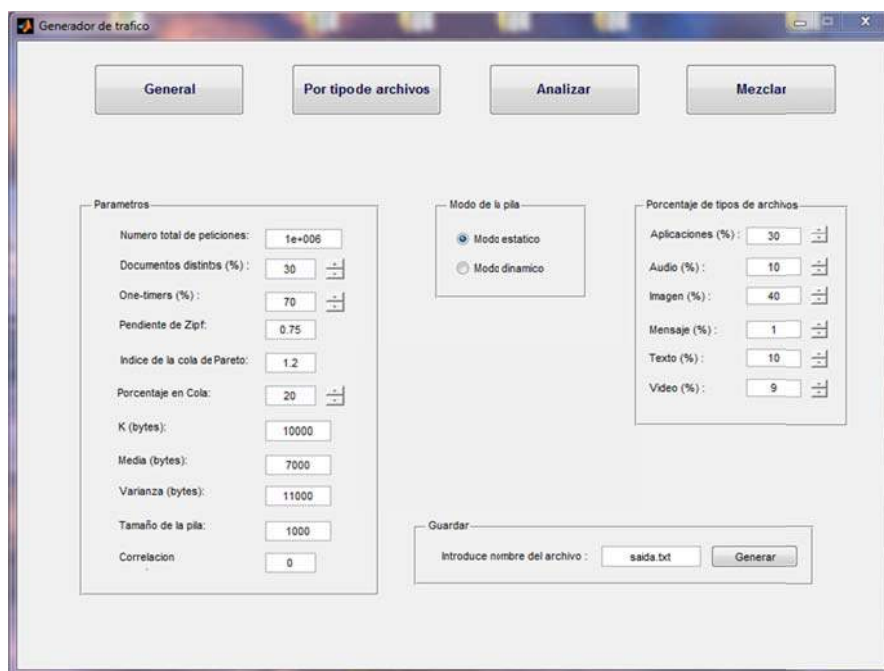 Generador de trafico
General
Por tipo de archivos
Analizar
Mezclar
Parametros
Numero total de peticiones:
1e+006
Documentos distintos (%) :
30
One-timers (%) :
70
Pendiente de Zipf:
0.75
Indice de la cola de Pareto:
1.2
Porcentaje en Cola:
20
K (bytes):
10000
Media (bytes):
7000
Varianza (bytes):
11000
Tamaño de la pila:
1000
Correlacion
0
Modo de la pila
Modo estatico
Modo dinamico
Porcentaje de tipos de archivos
Aplicaciones (%) :
30
Audio (%) :
10
Imagen (%) :
40
Mensaje (%) :
1
Texto (%) :
10
Video (%) :
9
Guardar
Introduce nombre del archivo :
saida.txt
Generar